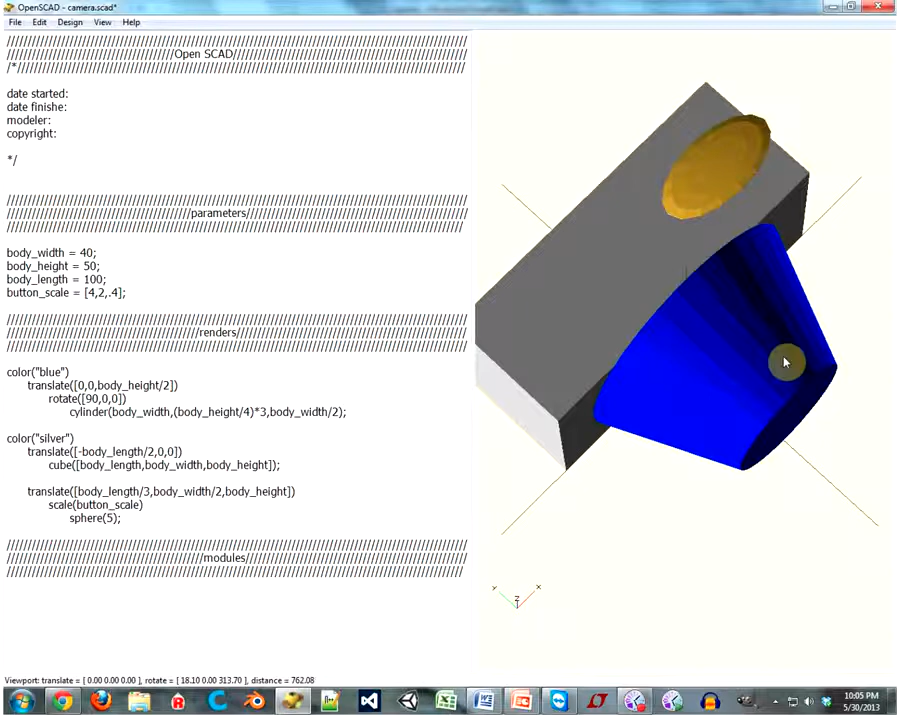 OpenSCAD - camera.scad*
File Edit Design View Help
////////////////////////////////////////////////////////////////////////////////////////////////////////////
///////////////////////////////////////Open SCAD///////////////////////////////////////////////////////
/*/////////////////////////////////////////////////////////////////////////////////////////////////////////
date started:
date finishe:
modeler:
copyright:
*/
////////////////////////////////////////////////////////////////////////////////////////////////////////////
///////////////////////////////////////////parameters////////////////////////////////////////////////////
///////////////////////////////////////////////////////////////////////////////////////////////////////////
body_width = 40;
body_height = 50;
body_length = 100;
button_scale = [4,2,.4];
////////////////////////////////////////////////////////////////////////////////////////////////////////////
/////////////////////////////////////////////renders//////////////////////////////////////////////////////
////////////////////////////////////////////////////////////////////////////////////////////////////////////
color("blue")
translate([0,0,body_height/2])
rotate([90,0,0])
cylinder(body_width,(body_height/4)*3,body_width/2);
color("silver")
translate([-body_length/2,0,0])
cube([body_length,body_width,body_height]);
translate([body_length/3,body_width/2,body_height])
scale(button_scale)
sphere(5);
////////////////////////////////////////////////////////////////////////////////////////////////////////////
//////////////////////////////////////////////modules/////////////////////////////////////////////////////
///////////////////////////////////////////////////////////////////////////////////////////////////////////
y z x
Viewport: translate = [ 0.00 0.00 0.00 ], rotate = [ 18.10 0.00 313.70 ], distance = 762.08
10:05 PM
5/30/2013